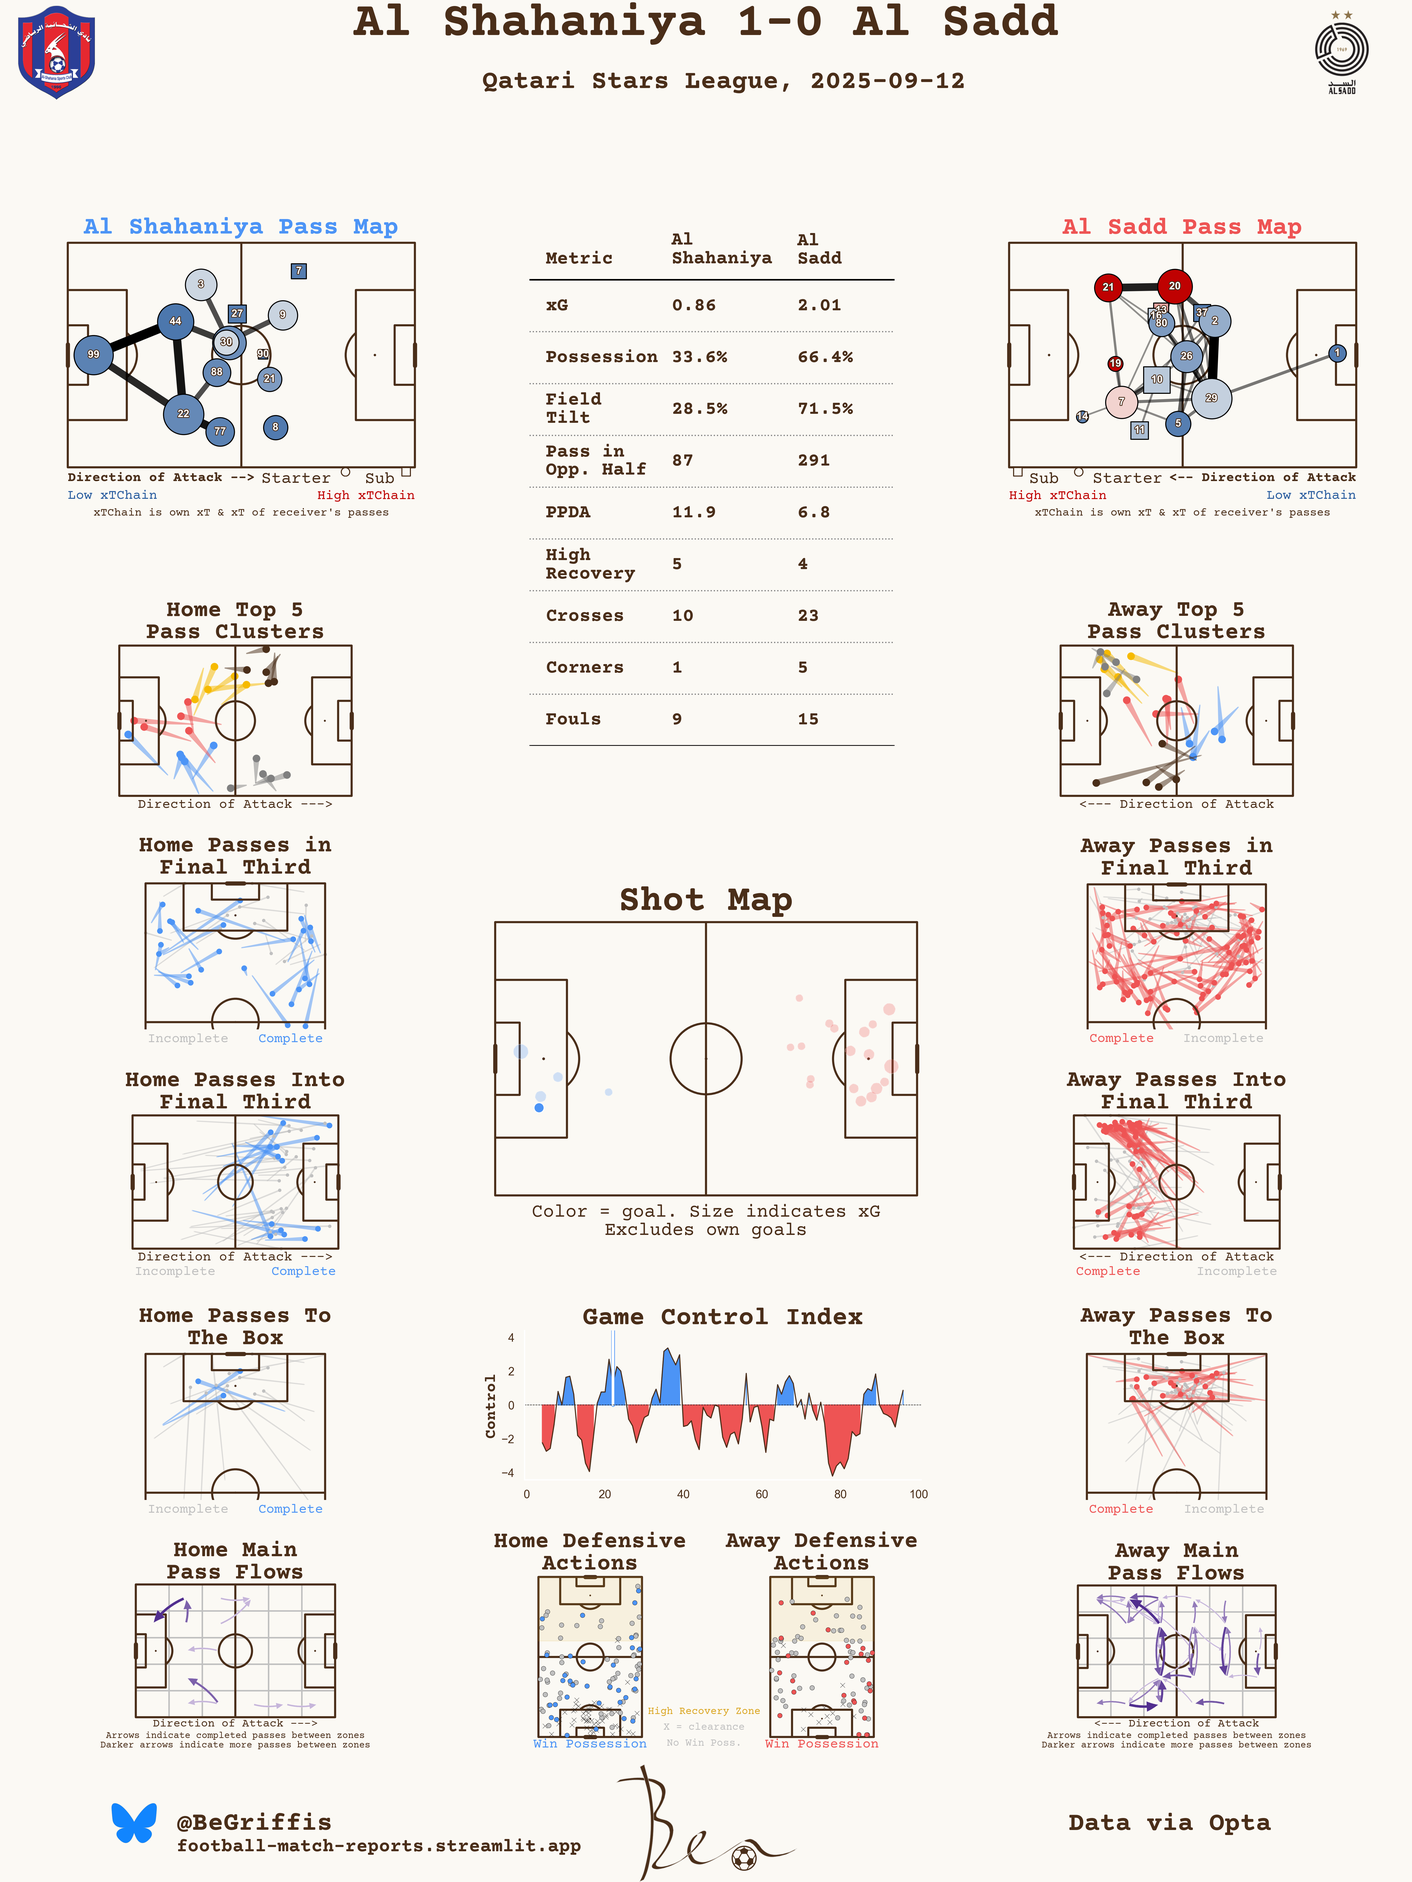 Al Shahaniya 1-0 Al Sadd
Qatari Stars League, 2025-09-12
1969
السد
ALSADD
Al Shahaniya Pass Map
3
7
44
27
9
30
99
90
88
21
22
77
8
Direction of Attack --> Starter Sub
Low xTChain High xTChain
xTChain is own xT & xT of receiver's passes
Metric Al Shahaniya Al Sadd
xG 0.86 2.01
Possession 33.6% 66.4%
Field Tilt 28.5% 71.5%
Pass in Opp. Half 87 291
PPDA 11.9 6.8
High Recovery 5 4
Crosses 10 23
Corners 1 5
Fouls 9 15
Al Sadd Pass Map
21
20
13
16
37
80
2
26
1
19
10
7
29
14
11
5
Sub Starter <-- Direction of Attack
High xTChain Low xTChain
xTChain is own xT & xT of receiver's passes
Home Top 5
Pass Clusters
Direction of Attack --->
Away Top 5
Pass Clusters
<--- Direction of Attack
Home Passes in
Final Third
Incomplete Complete
Away Passes in
Final Third
Complete Incomplete
Shot Map
Color = goal. Size indicates xG
Excludes own goals
Home Passes Into
Final Third
Direction of Attack --->
Incomplete Complete
Away Passes Into
Final Third
<--- Direction of Attack
Complete Incomplete
Home Passes To
The Box
Incomplete Complete
Game Control Index
Control
4
2
0
−2
−4
0 20 40 60 80 100
Away Passes To
The Box
Complete Incomplete
Home Main
Pass Flows
Direction of Attack --->
Arrows indicate completed passes between zones
Darker arrows indicate more passes between zones
Home Defensive
Actions
Win Possession
High Recovery Zone
X = clearance
No Win Poss.
Away Defensive
Actions
Win Possession
Away Main
Pass Flows
<--- Direction of Attack
Arrows indicate completed passes between zones
Darker arrows indicate more passes between zones
@BeGriffis
football-match-reports.streamlit.app
Ben
Data via Opta